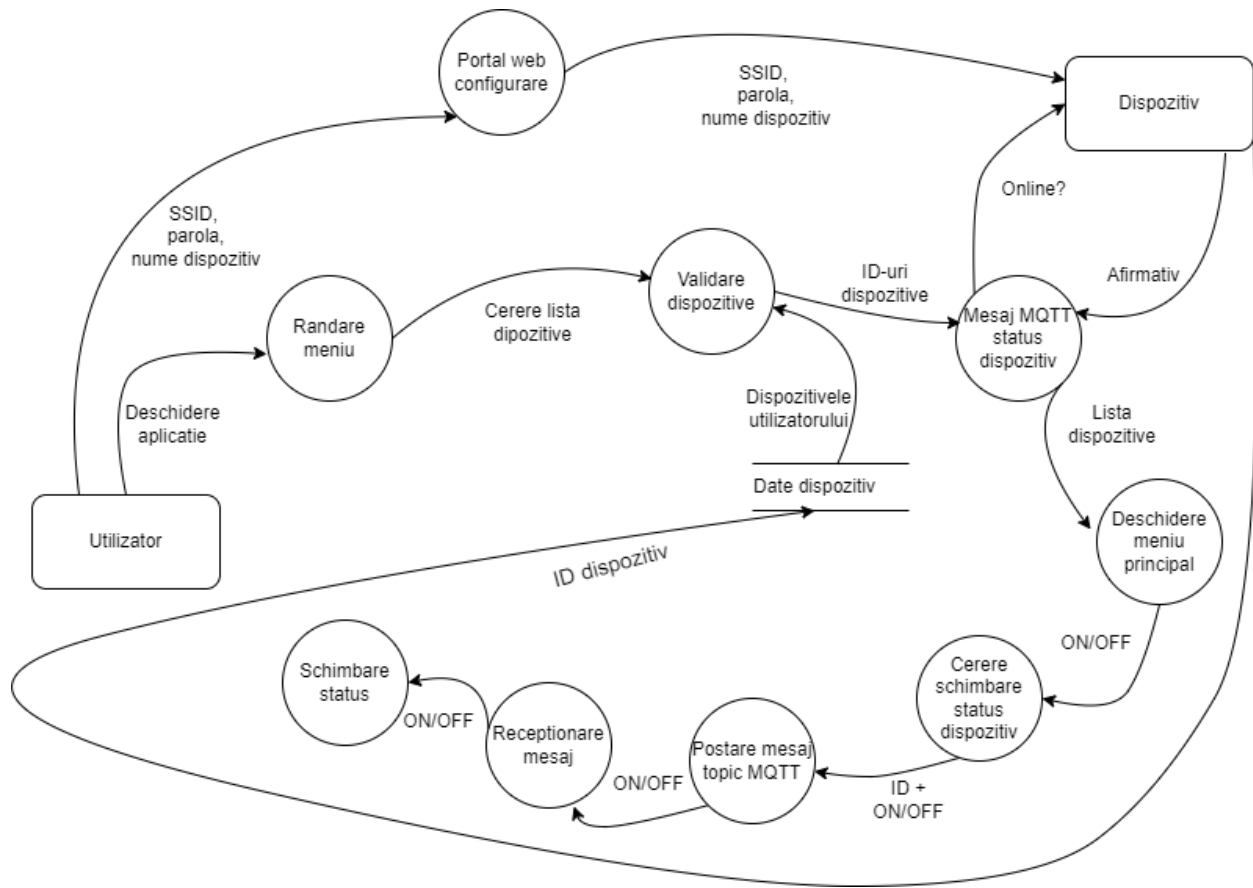 Portal web
configurare
SSID,
parola,
nume dispozitiv
Dispozitiv
Online?
SSID,
parola,
nume dispozitiv
Validare
dispozitive
ID-uri
dispozitive
Afirmativ
Randare
meniu
Cerere lista
dipozitive
Mesaj MQTT
status
dispozitiv
Deschidere
aplicatie
Dispozitivele
utilizatorului
Lista
dispozitive
Date dispozitiv
Utilizator
Deschidere
meniu
principal
ID dispozitiv
ON/OFF
Schimbare
status
ON/OFF
Receptionare
mesaj
ON/OFF
Postare mesaj
topic MQTT
Cerere
schimbare
status
dispozitiv
ID +
ON/OFF